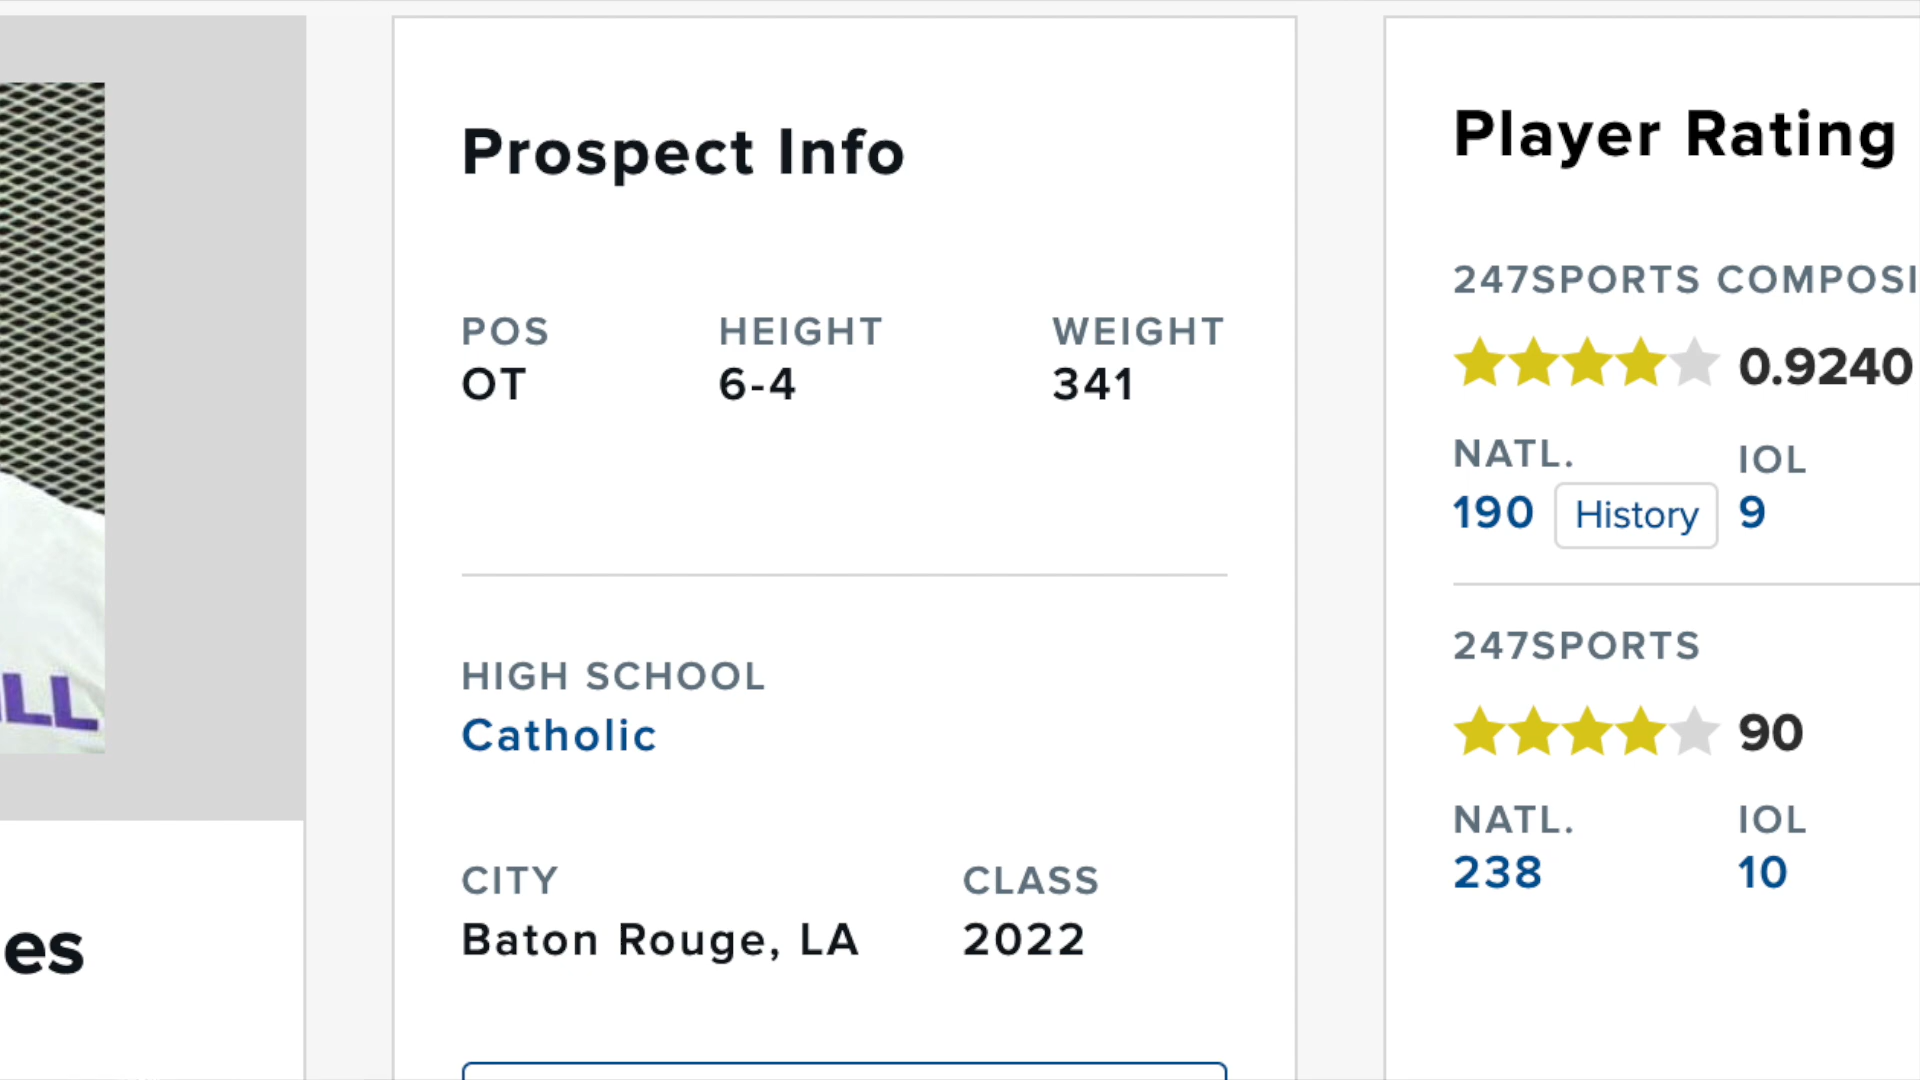 LL
es
Prospect Info
POS HEIGHT WEIGHT
OT 6-4 341
HIGH SCHOOL
Catholic
CITY CLASS
Baton Rouge, LA 2022
Player Rating
247SPORTS COMPOSI
0.9240
NATL. IOL
190 History 9
247SPORTS
90
NATL. IOL
238 10